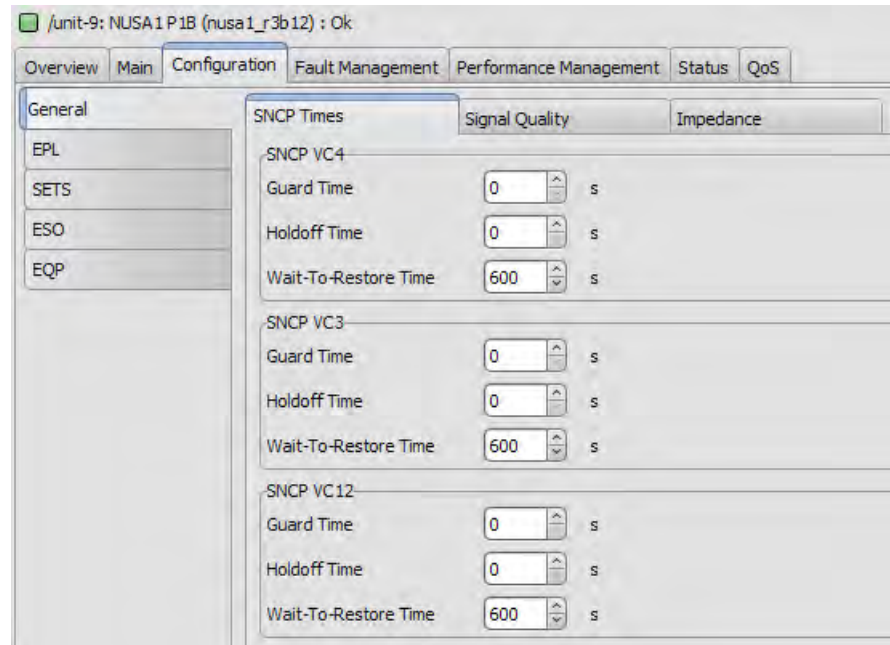 /unit-9: NUSA1 P1B (nusa1_r3b12) : Ok
Overview Main Configuration Fault Management Performance Management Status QoS
General
EPL
SETS
ESO
EQP
SNCP Times Signal Quality Impedance
SNCP VC4
Guard Time 0 s
Holdoff Time 0 s
Wait-To-Restore Time 600 s
SNCP VC3
Guard Time 0 s
Holdoff Time 0 s
Wait-To-Restore Time 600 s
SNCP VC12
Guard Time 0 s
Holdoff Time 0 s
Wait-To-Restore Time 600 s